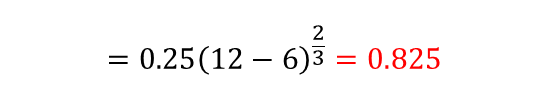 = 0.25(12 − 6)^(2/3) = 0.825